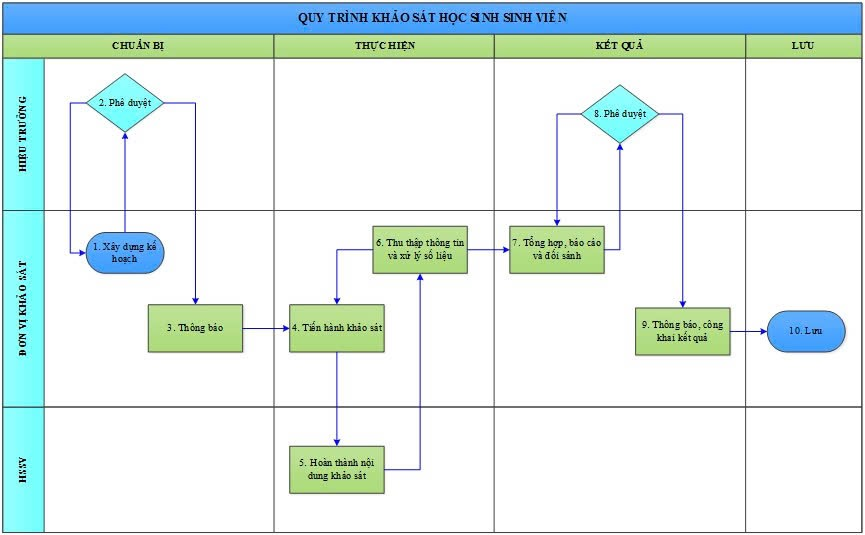 QUY TRÌNH KHẢO SÁT HỌC SINH SINH VIÊN
CHUẨN BỊ
THỰC HIỆN
KẾT QUẢ
LƯU
HIỆU TRƯỞNG
2. Phê duyệt
8. Phê duyệt
ĐƠN VỊ KHẢO SÁT
1. Xây dựng kế
hoạch
6. Thu thập thông tin
và xử lý số liệu
7. Tổng hợp, báo cáo
và đối sánh
3. Thông báo
4. Tiến hành khảo sát
9. Thông báo, công
khai kết quả
10. Lưu
HSSV
5. Hoàn thành nội
dung khảo sát